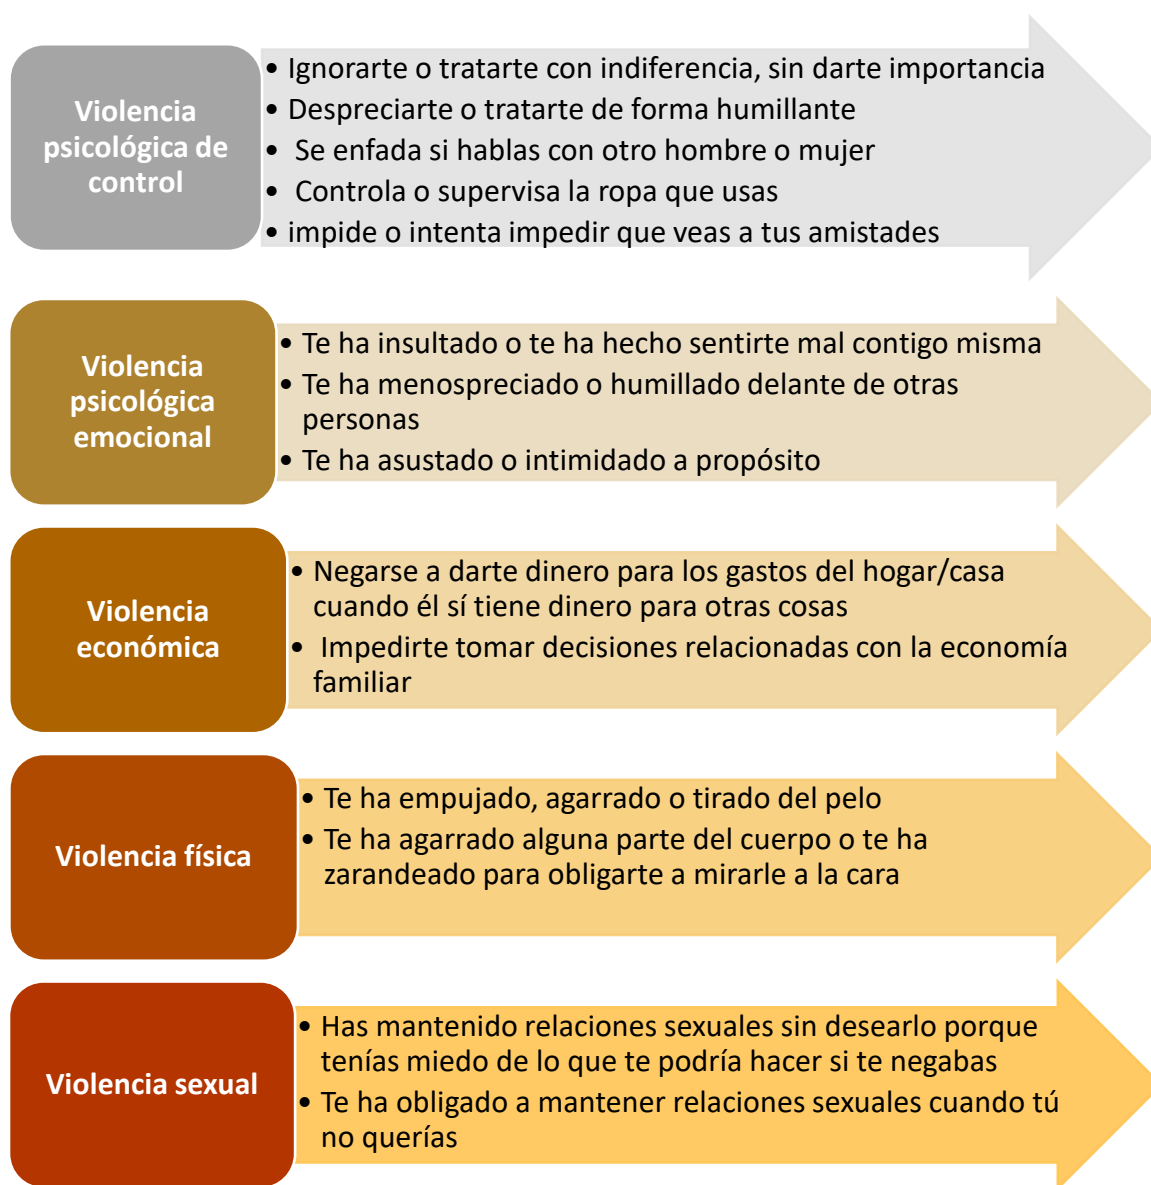 Violencia
psicológica de
control
• Ignorarte o tratarte con indiferencia, sin darte importancia
• Despreciarte o tratarte de forma humillante
• Se enfada si hablas con otro hombre o mujer
• Controla o supervisa la ropa que usas
• impide o intenta impedir que veas a tus amistades
Violencia
psicológica
emocional
• Te ha insultado o te ha hecho sentirte mal contigo misma
• Te ha menospreciado o humillado delante de otras
personas
• Te ha asustado o intimidado a propósito
Violencia
económica
• Negarse a darte dinero para los gastos del hogar/casa
cuando él sí tiene dinero para otras cosas
• Impedirte tomar decisiones relacionadas con la economía
familiar
Violencia física
• Te ha empujado, agarrado o tirado del pelo
• Te ha agarrado alguna parte del cuerpo o te ha
zarandeado para obligarte a mirarle a la cara
Violencia sexual
• Has mantenido relaciones sexuales sin desearlo porque
tenías miedo de lo que te podría hacer si te negabas
• Te ha obligado a mantener relaciones sexuales cuando tú
no querías